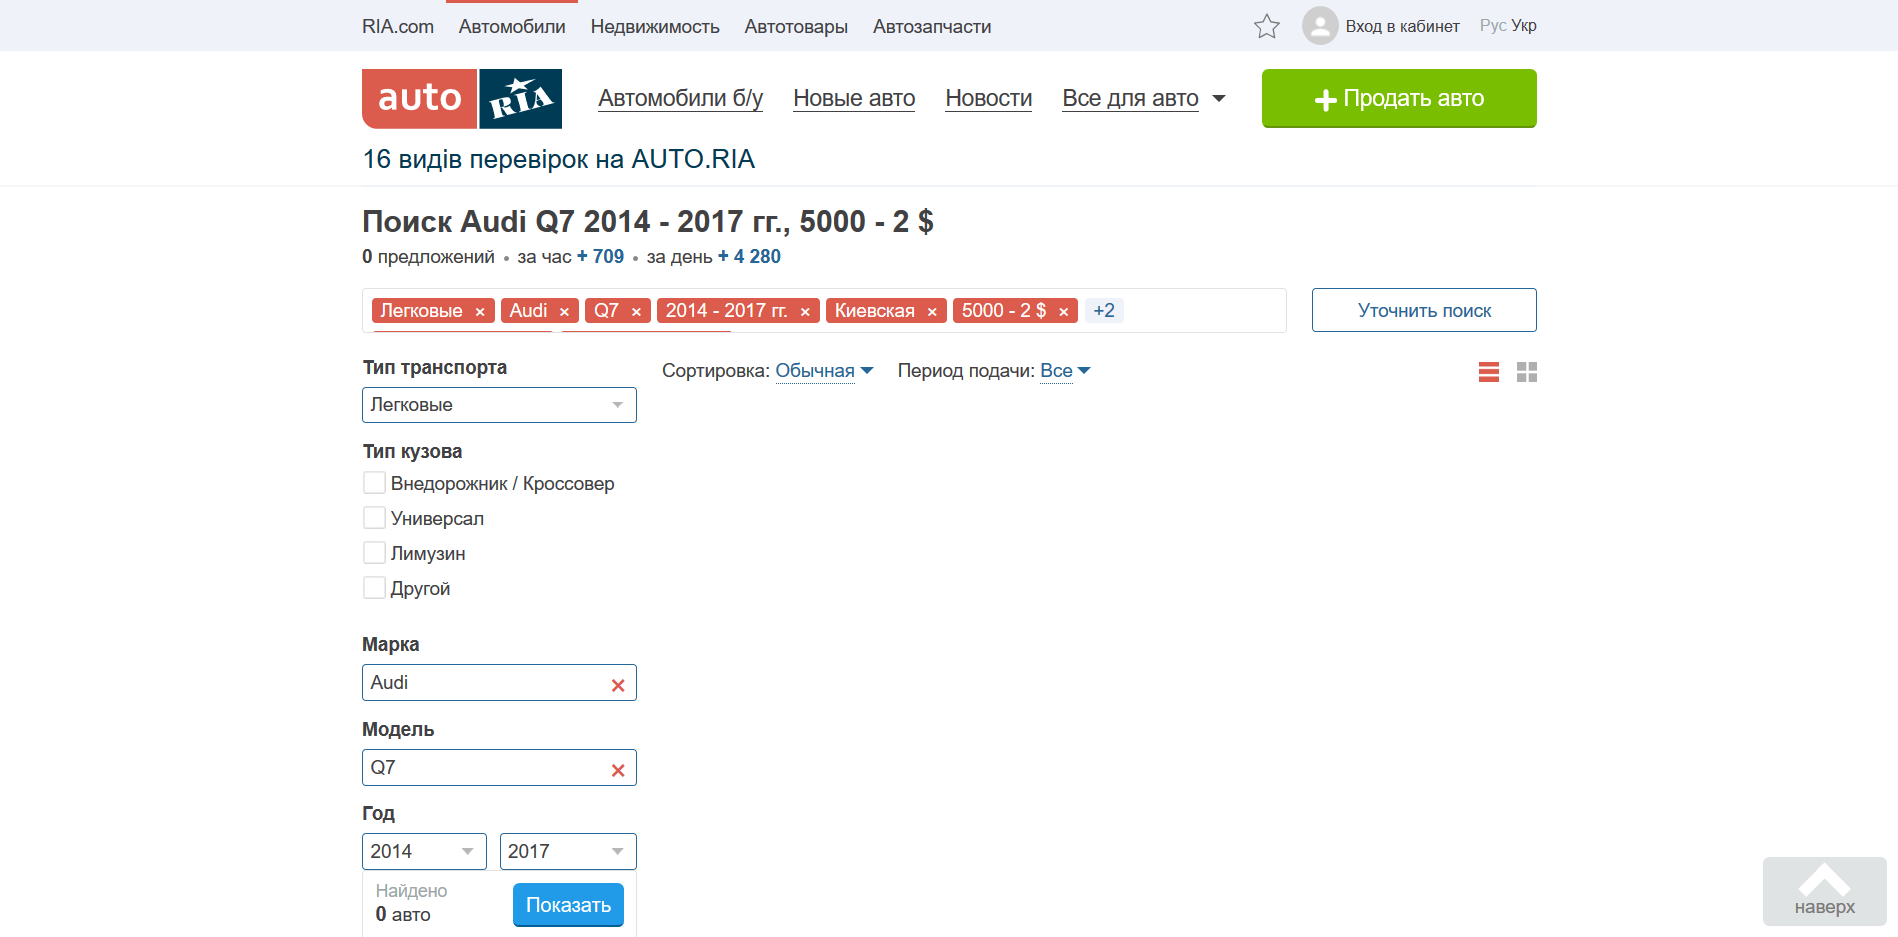 RIA.com Автомобили Недвижимость Автотовары Автозапчасти Вход в кабинет Рус Укр
auto RIA Автомобили б/у Новые авто Новости Все для авто Продать авто
16 видів перевірок на AUTO.RIA
Поиск Audi Q7 2014 - 2017 гг., 5000 - 2 $
0 предложений • за час + 709 • за день + 4 280
Легковые × Audi × Q7 × 2014 - 2017 гг. × Киевская × 5000 - 2 $ × +2 Уточнить поиск
Тип транспорта Сортировка: Обычная Период подачи: Все
Легковые
Тип кузова
Внедорожник / Кроссовер
Универсал
Лимузин
Другой
Марка
Audi
Модель
Q7
Год
2014 2017
Найдено
0 авто Показать
наверх